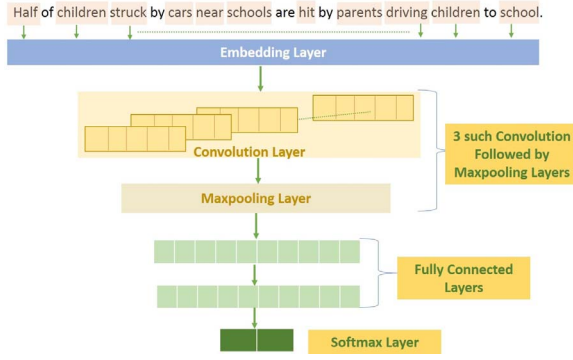 Half of children struck by cars near schools are hit by parents driving children to school.
Embedding Layer
Convolution Layer
3 such Convolution
Followed by
Maxpooling Layers
Maxpooling Layer
Fully Connected
Layers
Softmax Layer